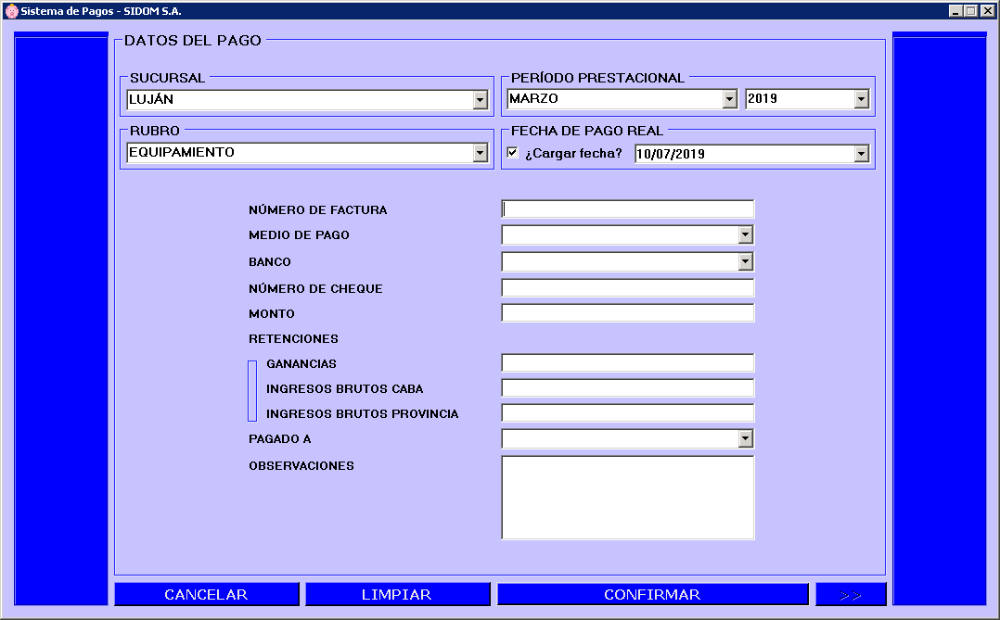 Sistema de Pagos - SIDOM S.A.
DATOS DEL PAGO
SUCURSAL
LUJÁN
PERÍODO PRESTACIONAL
MARZO
2019
RUBRO
EQUIPAMIENTO
FECHA DE PAGO REAL
¿Cargar fecha?
10/07/2019
NÚMERO DE FACTURA
MEDIO DE PAGO
BANCO
NÚMERO DE CHEQUE
MONTO
RETENCIONES
GANANCIAS
INGRESOS BRUTOS CABA
INGRESOS BRUTOS PROVINCIA
PAGADO A
OBSERVACIONES
CANCELAR
LIMPIAR
CONFIRMAR
>>